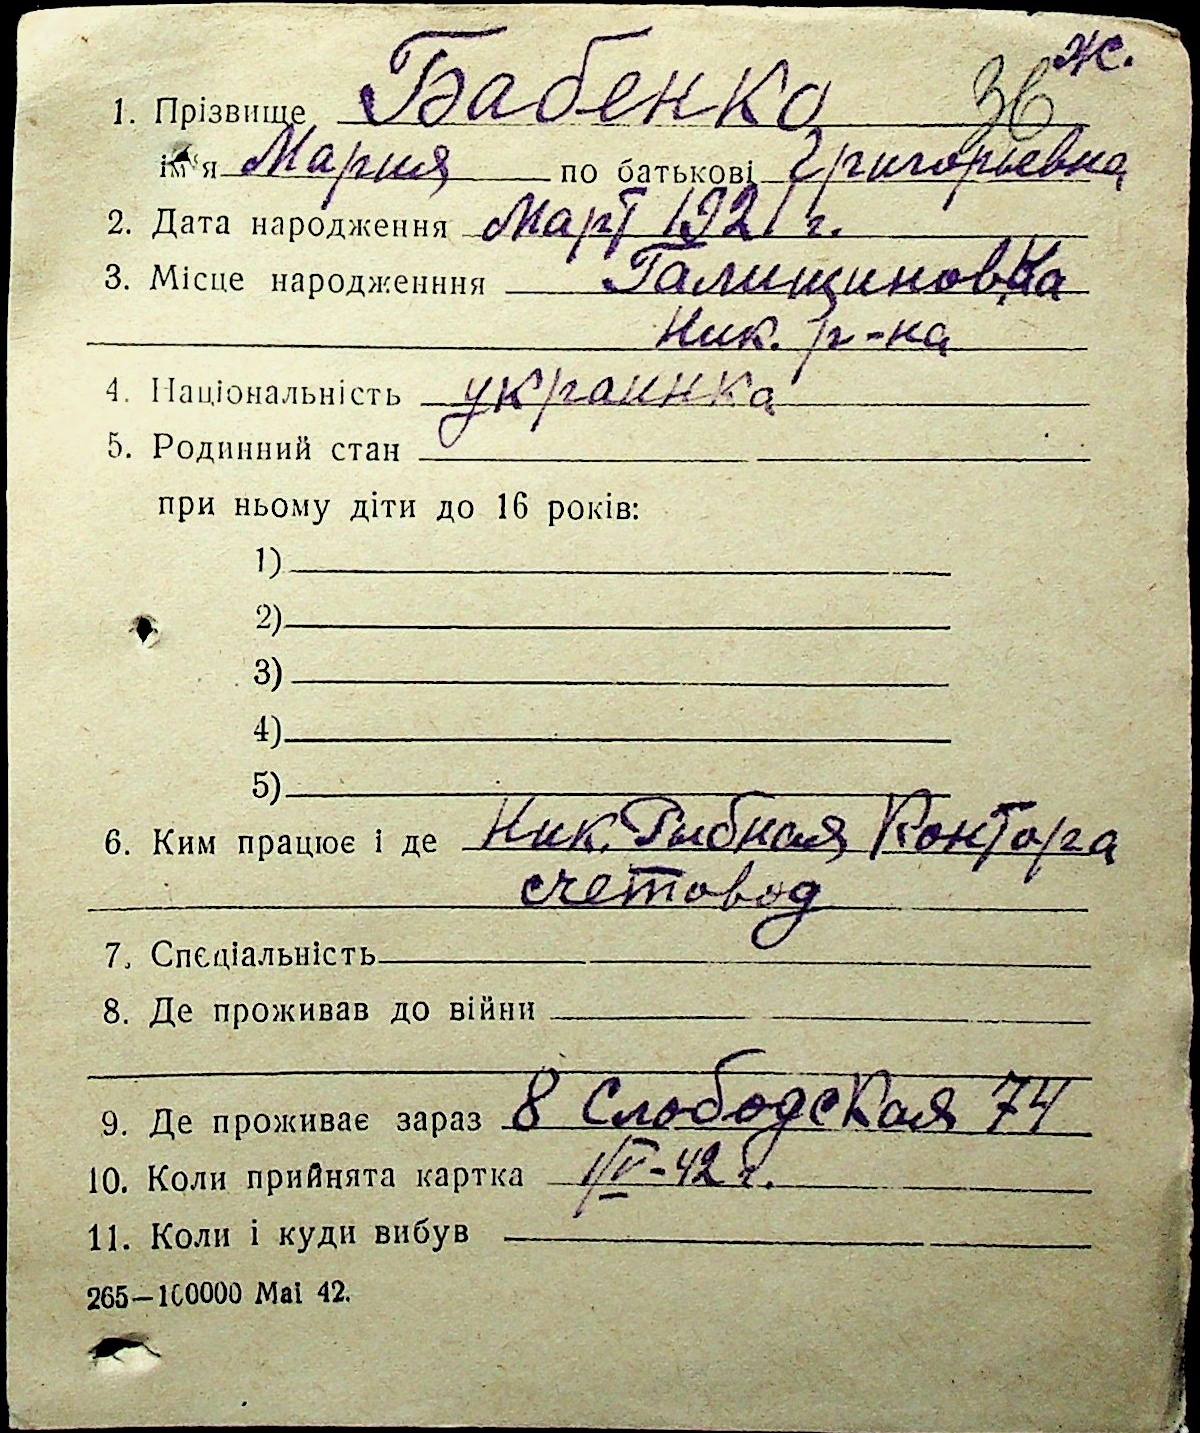 ж.
1. Прізвище Бабенко 36
ім'я Мария по батькові Григорьевна
2. Дата народження Март 1921 г.
3. Місце народженння Галициновка
Ник. р-на
4. Національність украинка
5. Родинний стан
при ньому діти до 16 років:
1)
2)
3)
4)
5)
6. Ким працює і де Ник. Рыбная Контора
счетовод
7. Спєціальність
8. Де проживав до війни
9. Де проживає зараз 8 Слободская 74
10. Коли прийнята картка 1/IV-42 г.
11. Коли і куди вибув
265—100000 Mai 42.